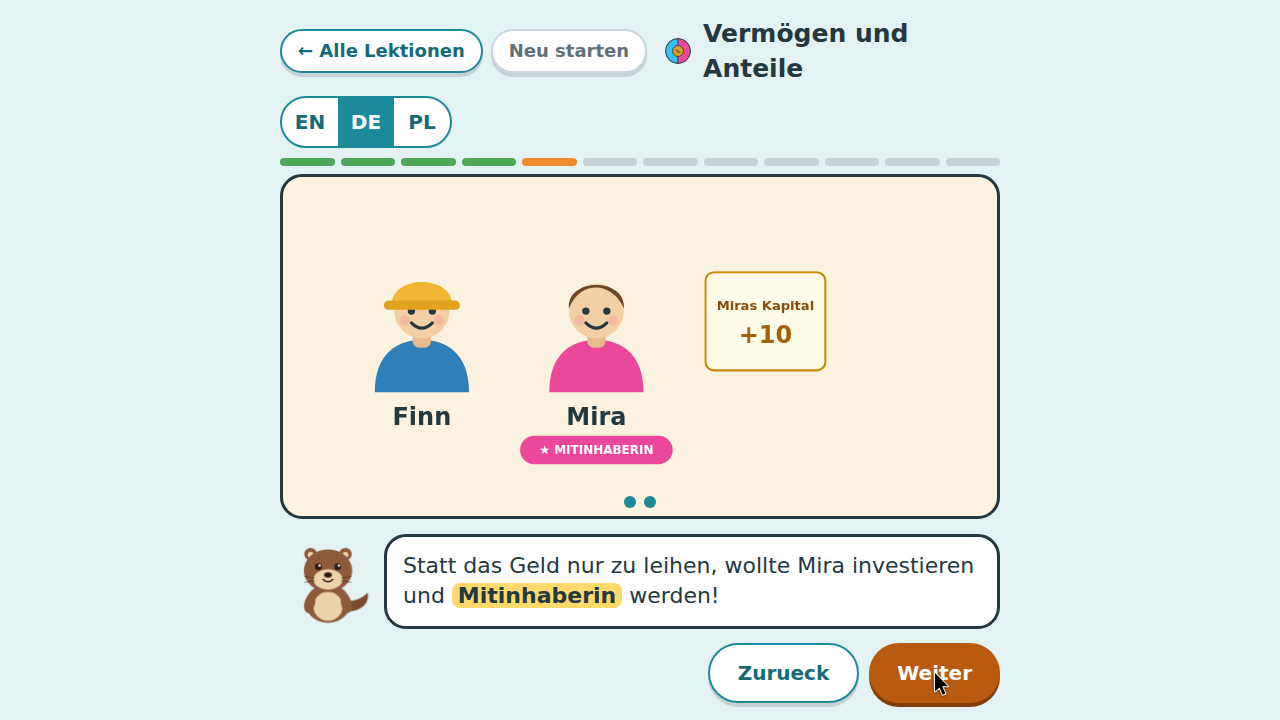 ← Alle Lektionen
Neu starten
Vermögen und
Anteile
EN DE PL
Miras Kapital
+10
Finn
Mira
★ MITINHABERIN
Statt das Geld nur zu leihen, wollte Mira investieren
und Mitinhaberin werden!
Zurueck
Weiter